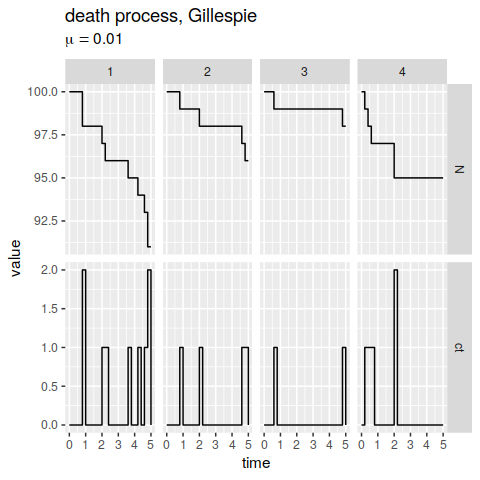 death process, Gillespie
μ = 0.01
1 2 3 4
100.0
97.5
95.0
92.5
N
2.0
1.5
1.0
0.5
0.0
ct
value
0 1 2 3 4 5 0 1 2 3 4 5 0 1 2 3 4 5 0 1 2 3 4 5
time